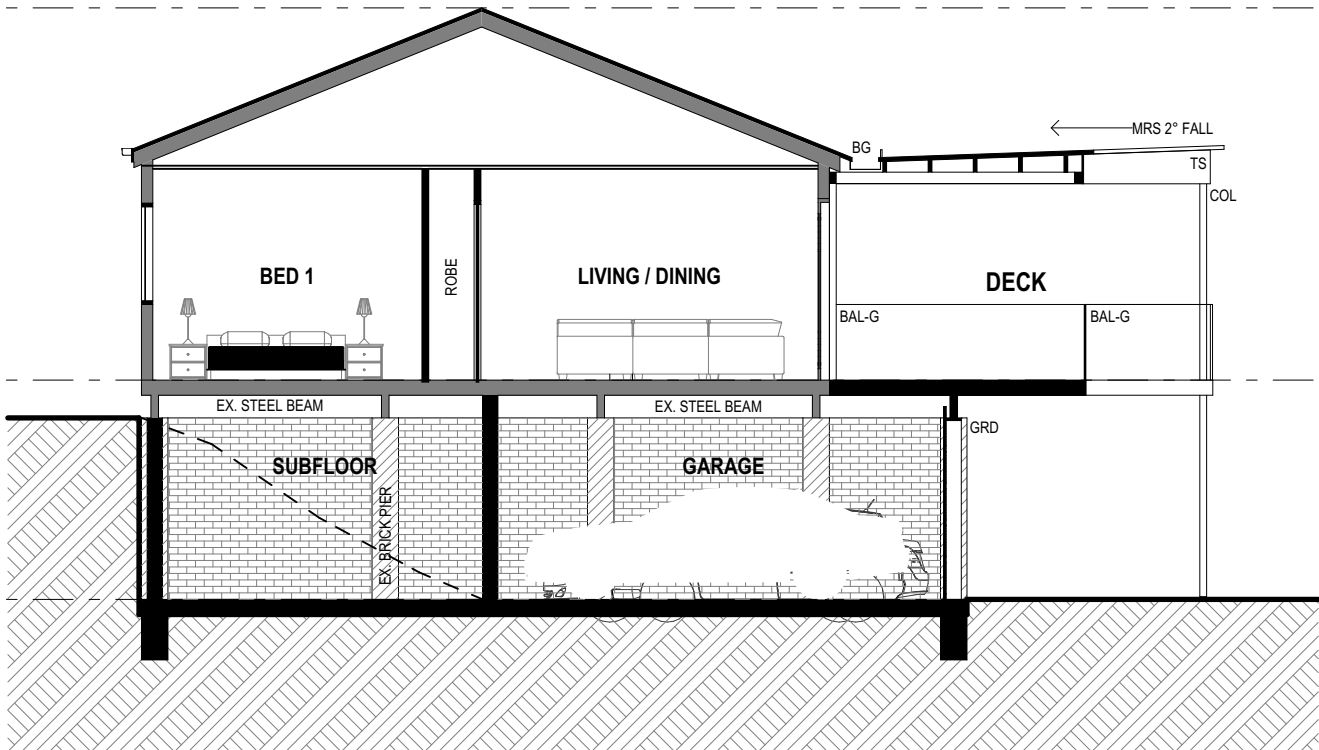 MRS 2° FALL
BG
TS
COL
BED 1
ROBE
LIVING / DINING
DECK
BAL-G
BAL-G
EX. STEEL BEAM
EX. STEEL BEAM
GRD
SUBFLOOR
GARAGE
EX. BRICK PIER